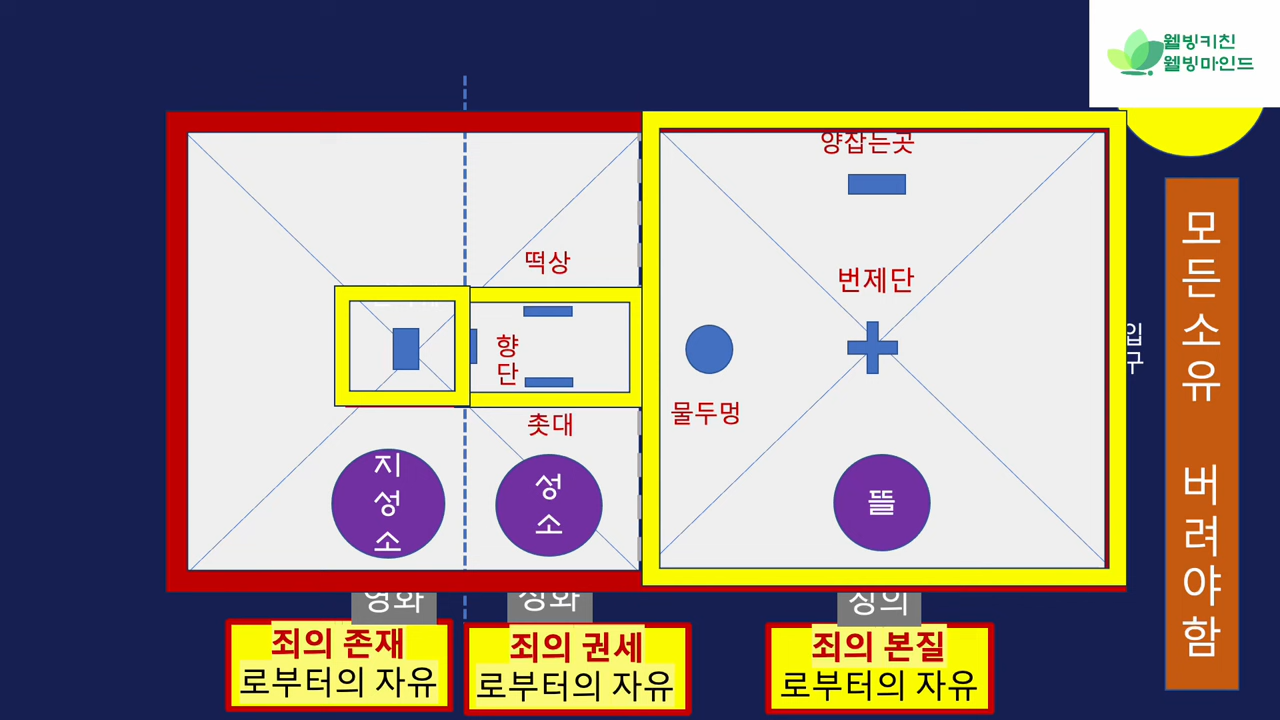 웰빙키친
웰빙마인드
양잡는곳
번제단
떡상
향단
촛대
물두멍
입구
지성소
성소
뜰
영화
성화
칭의
죄의 존재
로부터의 자유
죄의 권세
로부터의 자유
죄의 본질
로부터의 자유
모든소유 버려야함